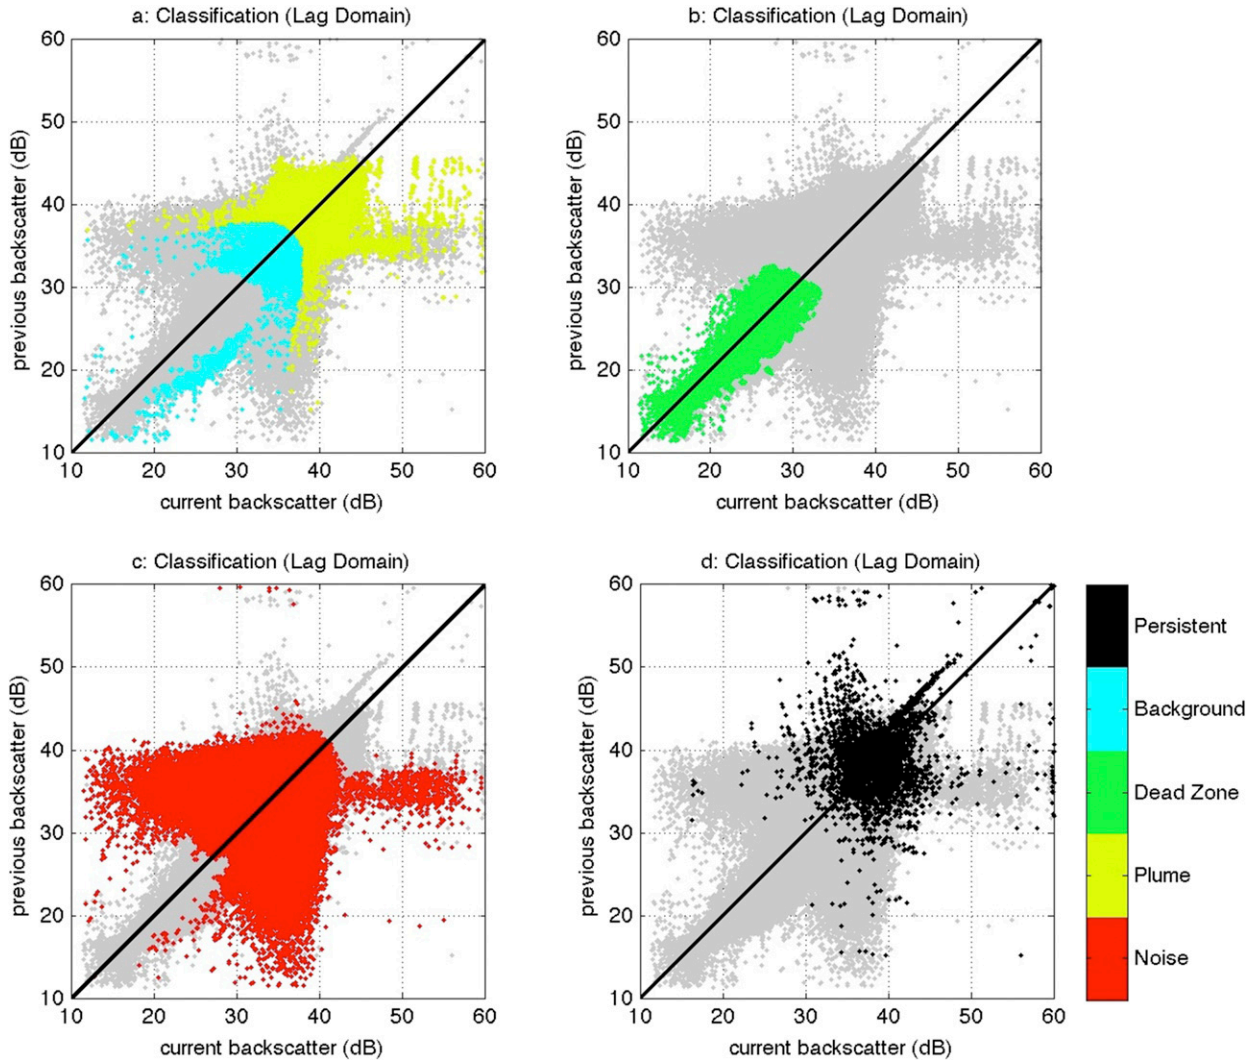 a: Classification (Lag Domain)
60
50
40
30
20
10
previous backscatter (dB)
10 20 30 40 50 60
current backscatter (dB)
b: Classification (Lag Domain)
60
50
40
30
20
10
previous backscatter (dB)
10 20 30 40 50 60
current backscatter (dB)
c: Classification (Lag Domain)
60
50
40
30
20
10
previous backscatter (dB)
10 20 30 40 50 60
current backscatter (dB)
d: Classification (Lag Domain)
60
50
40
30
20
10
previous backscatter (dB)
10 20 30 40 50 60
current backscatter (dB)
Persistent
Background
Dead Zone
Plume
Noise